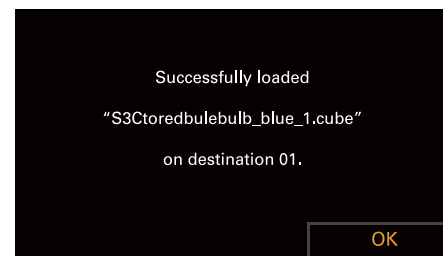 Successfully loaded
“S3Ctoredbulebulb_blue_1.cube”
on destination 01.
OK